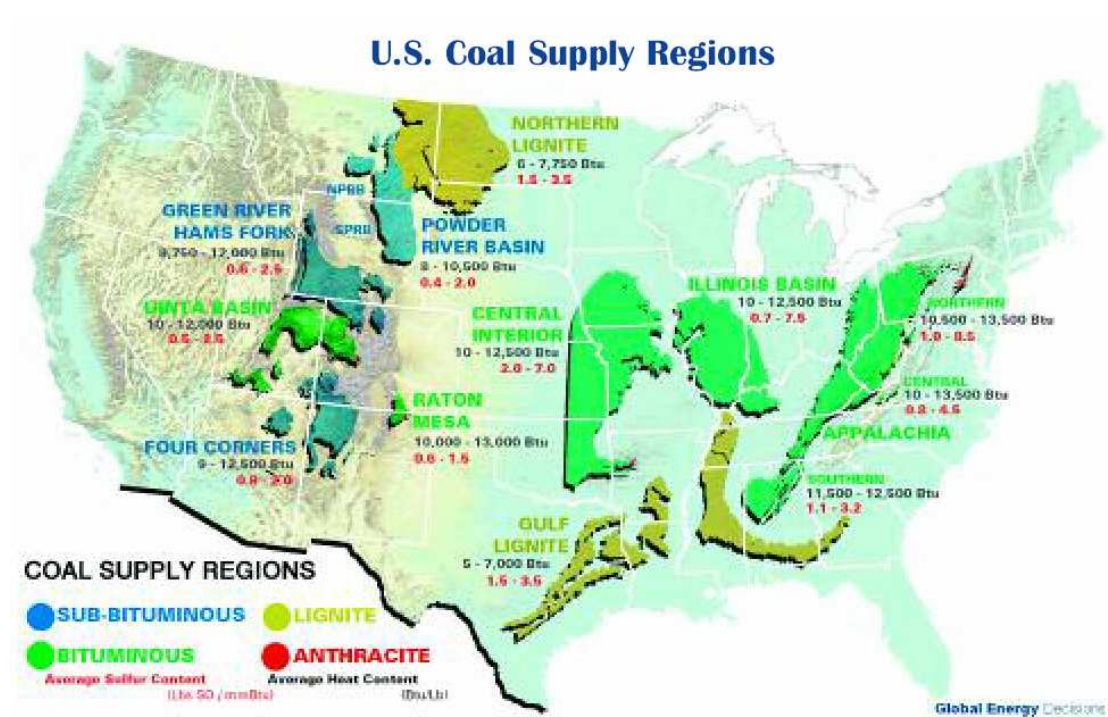 U.S. Coal Supply Regions
NORTHERN
LIGNITE
6 - 7,750 Btu
1.5 - 3.5
NPRB
SPRB
GREEN RIVER
HAMS FORK
9,750 - 12,000 Btu
0.6 - 2.5
POWDER
RIVER BASIN
8 - 10,500 Btu
0.4 - 2.0
UINTA BASIN
10 - 12,000 Btu
0.5 - 2.5
CENTRAL
INTERIOR
10 - 12,500 Btu
2.0 - 7.0
ILLINOIS BASIN
10 - 12,500 Btu
0.7 - 7.5
NORTHERN
10,500 - 13,500 Btu
1.0 - 8.5
CENTRAL
10 - 13,500 Btu
0.8 - 4.5
APPALACHIA
SOUTHERN
11,500 - 12,500 Btu
1.1 - 3.2
RATON
MESA
10,000 - 13,000 Btu
0.6 - 1.5
FOUR CORNERS
9 - 12,500 Btu
0.8 - 2.0
GULF
LIGNITE
5 - 7,000 Btu
1.5 - 3.5
COAL SUPPLY REGIONS
SUB-BITUMINOUS
LIGNITE
BITUMINOUS
ANTHRACITE
Average Sulfur Content
(Lbs SO /mmBtu)
Average Heat Content
(Btu/Lb)
Global Energy Decisions